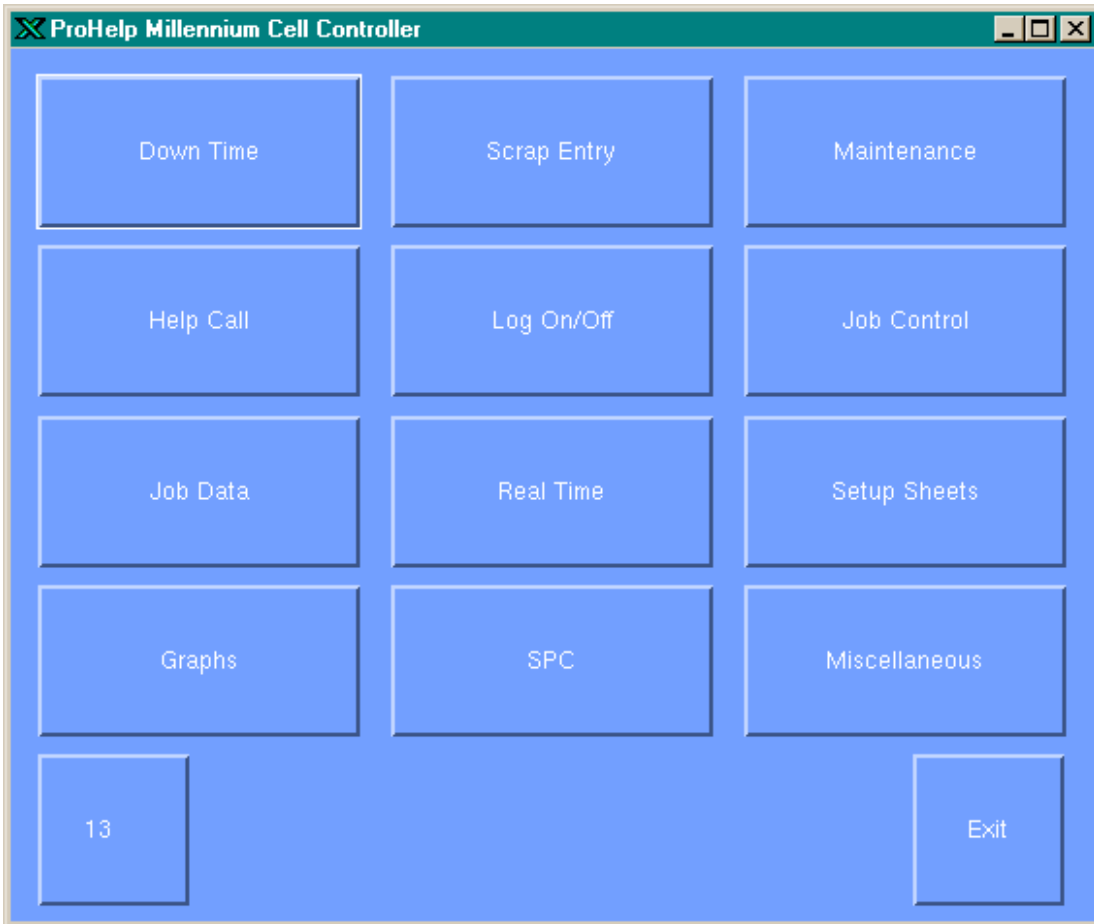 ProHelp Millennium Cell Controller
Down Time
Scrap Entry
Maintenance
Help Call
Log On/Off
Job Control
Job Data
Real Time
Setup Sheets
Graphs
SPC
Miscellaneous
13
Exit